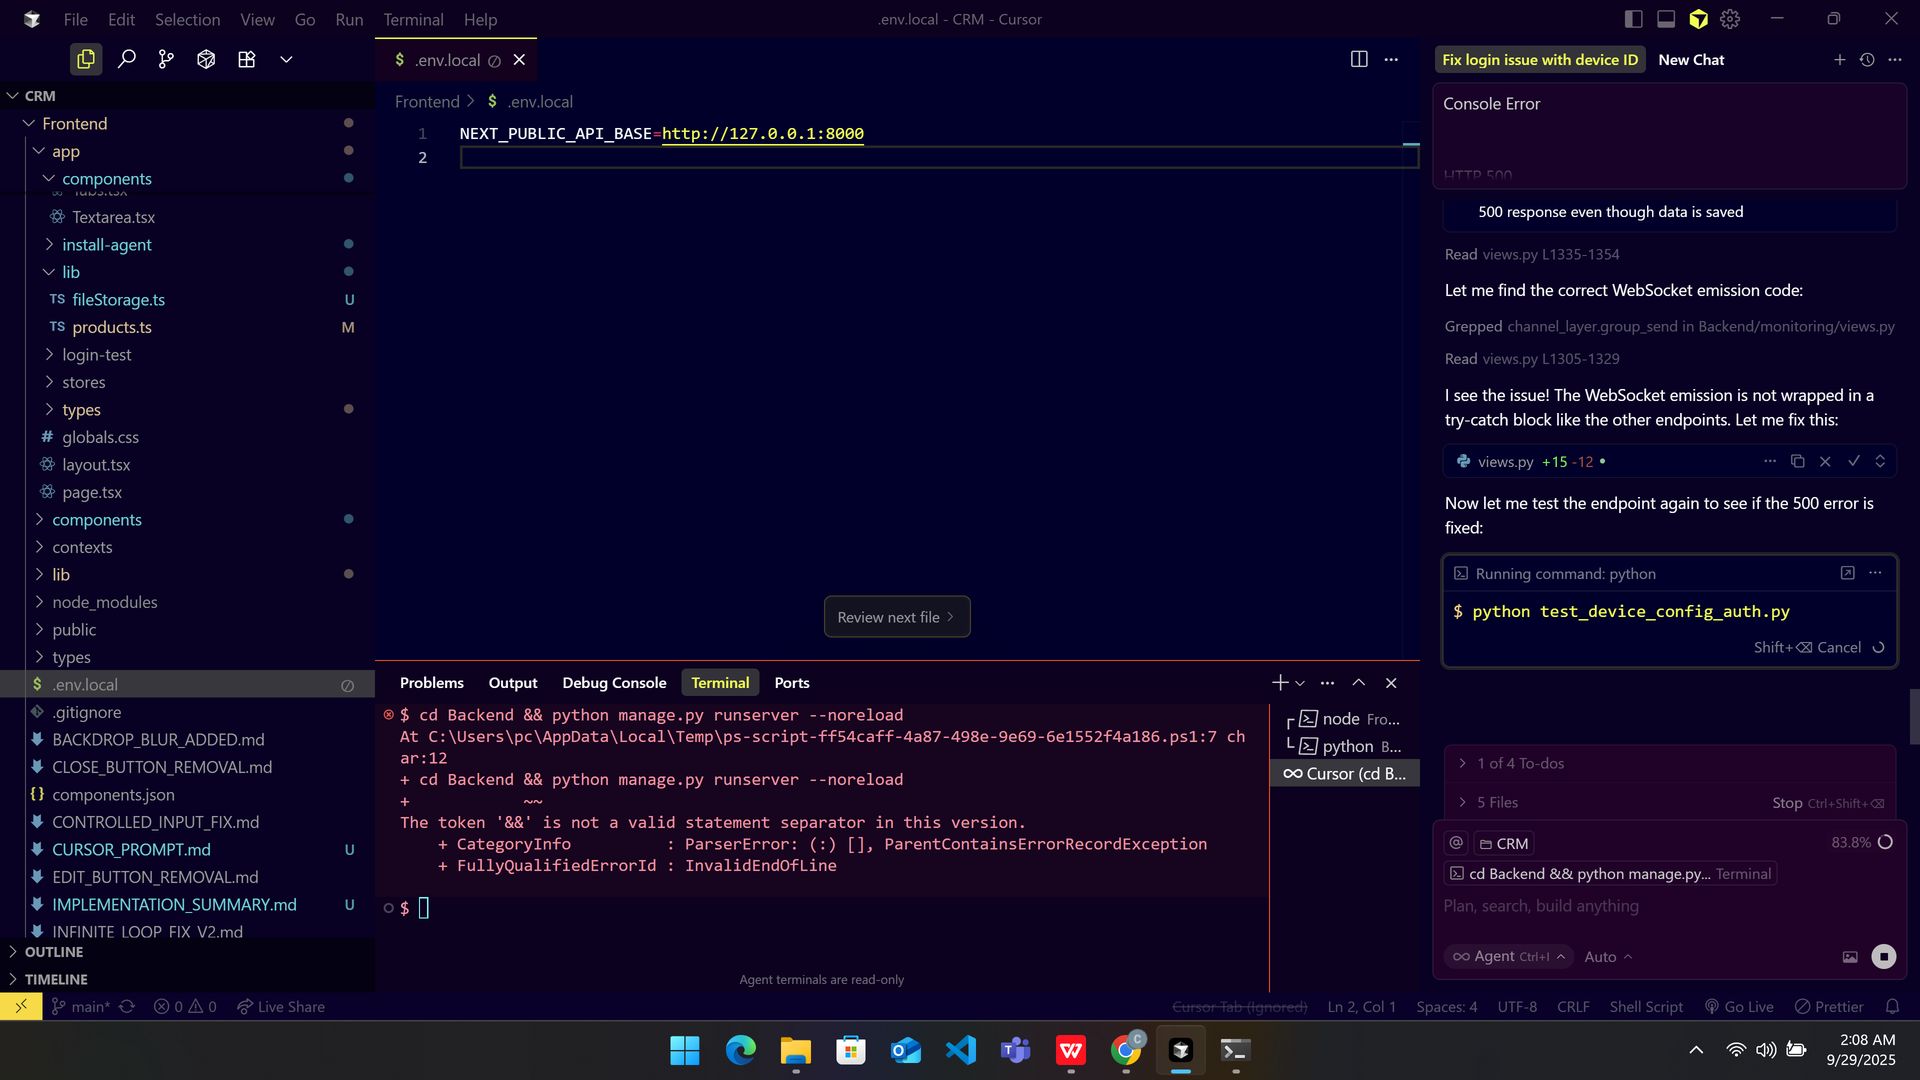 File Edit Selection View Go Run Terminal Help
.env.local - CRM - Cursor
CRM
Frontend
app
components
Tabs.tsx
Textarea.tsx
install-agent
lib
TS fileStorage.ts U
TS products.ts M
login-test
stores
types
# globals.css
layout.tsx
page.tsx
components
contexts
lib
node_modules
public
types
$ .env.local
.gitignore
BACKDROP_BLUR_ADDED.md
CLOSE_BUTTON_REMOVAL.md
{} components.json
CONTROLLED_INPUT_FIX.md
CURSOR_PROMPT.md U
EDIT_BUTTON_REMOVAL.md
IMPLEMENTATION_SUMMARY.md U
INFINITE_LOOP_FIX_V2.md
OUTLINE
TIMELINE
$ .env.local
Frontend > $ .env.local
1 NEXT_PUBLIC_API_BASE=http://127.0.0.1:8000
2
Review next file >
Problems Output Debug Console Terminal Ports
$ cd Backend && python manage.py runserver --noreload
At C:\Users\pc\AppData\Local\Temp\ps-script-ff54caff-4a87-498e-9e69-6e1552f4a186.ps1:7 ch
ar:12
+ cd Backend && python manage.py runserver --noreload
+            ~~
The token '&&' is not a valid statement separator in this version.
    + CategoryInfo          : ParserError: (:) [], ParentContainsErrorRecordException
    + FullyQualifiedErrorId : InvalidEndOfLine
$
Agent terminals are read-only
node Fro...
python B...
Cursor (cd B...
Fix login issue with device ID New Chat
Console Error
HTTP 500
500 response even though data is saved
Read views.py L1335-1354
Let me find the correct WebSocket emission code:
Grepped channel_layer.group_send in Backend/monitoring/views.py
Read views.py L1305-1329
I see the issue! The WebSocket emission is not wrapped in a
try-catch block like the other endpoints. Let me fix this:
views.py +15 -12 •
Now let me test the endpoint again to see if the 500 error is
fixed:
Running command: python
$ python test_device_config_auth.py
Shift+⌫ Cancel
1 of 4 To-dos
5 Files Stop Ctrl+Shift+⌫
@ CRM 83.8%
cd Backend && python manage.py... Terminal
Plan, search, build anything
Agent Ctrl+I Auto
main* 0 0 Live Share
Cursor Tab (Ignored) Ln 2, Col 1 Spaces: 4 UTF-8 CRLF Shell Script Go Live Prettier
2:08 AM
9/29/2025